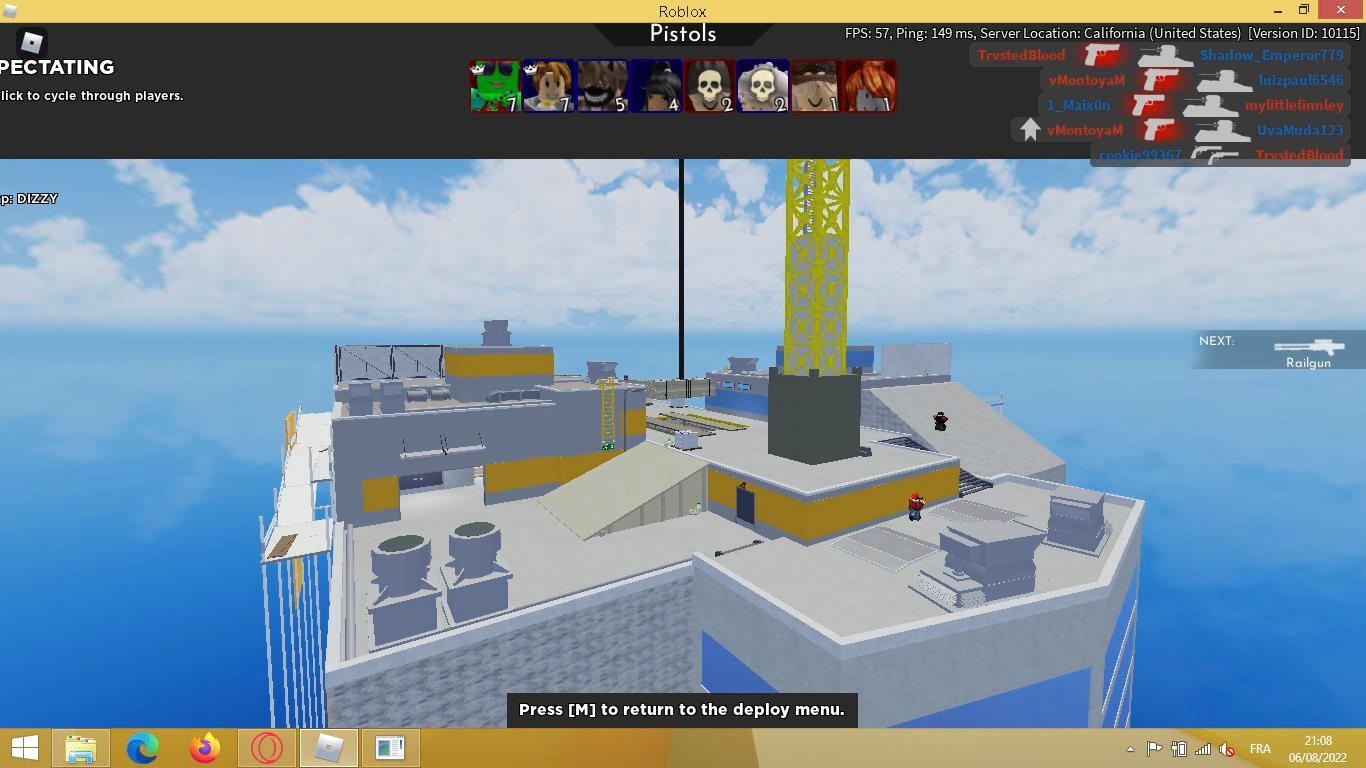 Roblox
Pistols
FPS: 57, Ping: 149 ms, Server Location: California (United States) [Version ID: 10115]
PECTATING
lick to cycle through players.
7 7 5 4 2 2 1 1
TrvstedBlood Shadow_Emperor779
vMontoyaM luizpaul6546
1_Maix0n mylittlefinnley
vMontoyaM UvaMuda123
cookie99367 TrvstedBlood
p: DIZZY
NEXT:
Railgun
Press [M] to return to the deploy menu.
FRA
21:08
06/08/2022